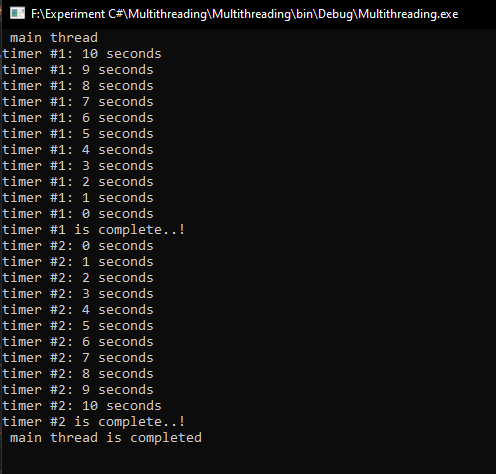 F:\Experiment C#\Multithreading\Multithreading\bin\Debug\Multithreading.exe
main thread
timer #1: 10 seconds
timer #1: 9 seconds
timer #1: 8 seconds
timer #1: 7 seconds
timer #1: 6 seconds
timer #1: 5 seconds
timer #1: 4 seconds
timer #1: 3 seconds
timer #1: 2 seconds
timer #1: 1 seconds
timer #1: 0 seconds
timer #1 is complete..!
timer #2: 0 seconds
timer #2: 1 seconds
timer #2: 2 seconds
timer #2: 3 seconds
timer #2: 4 seconds
timer #2: 5 seconds
timer #2: 6 seconds
timer #2: 7 seconds
timer #2: 8 seconds
timer #2: 9 seconds
timer #2: 10 seconds
timer #2 is complete..!
main thread is completed